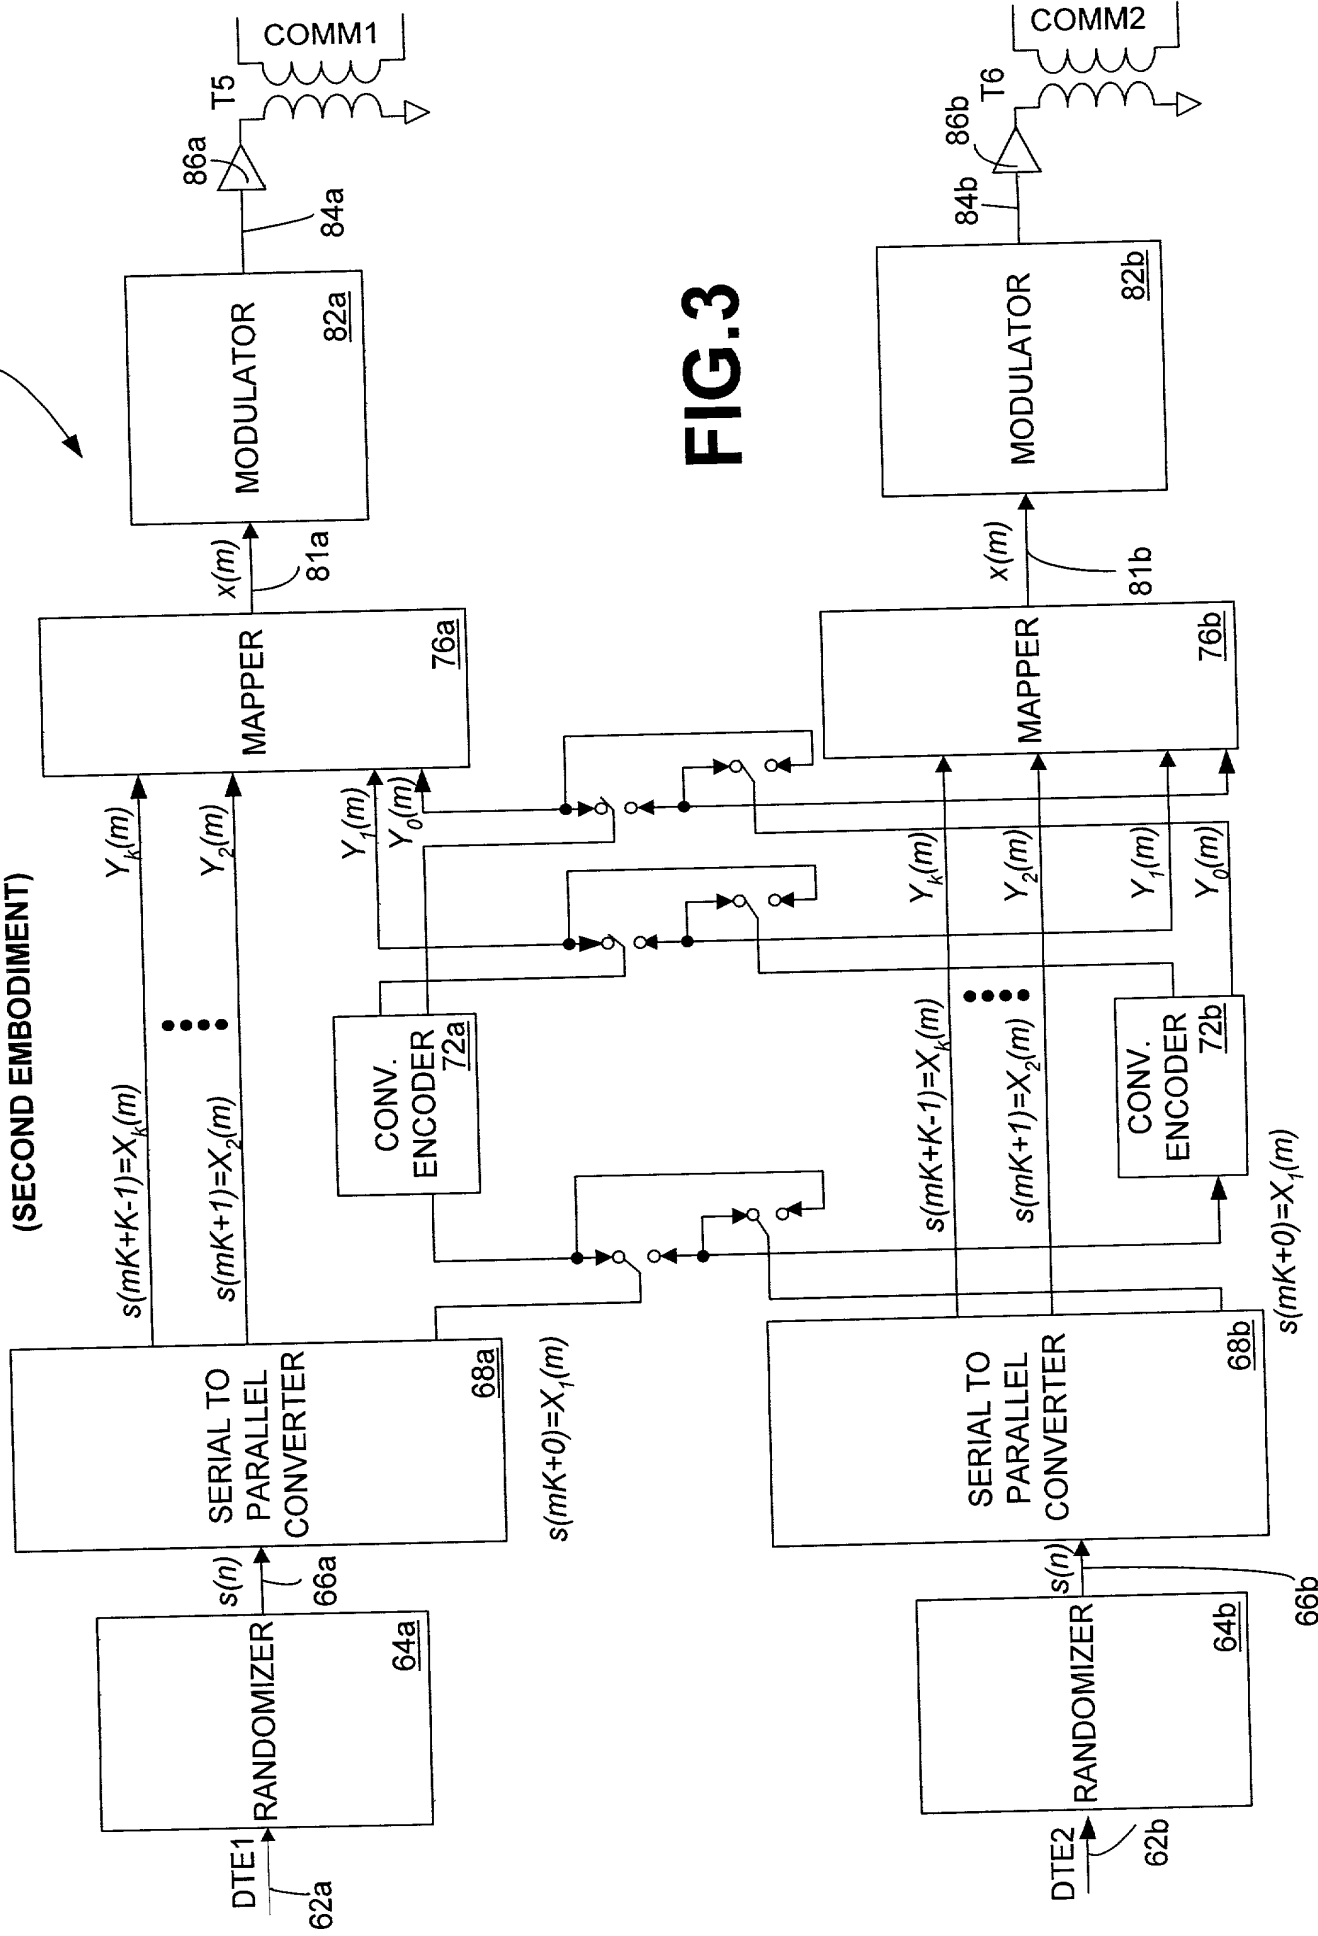 (SECOND EMBODIMENT)
DTE1
62a
RANDOMIZER
64a
s(n)
66a
SERIAL TO
PARALLEL
CONVERTER
68a
s(mK+K-1)=Xk(m)
s(mK+1)=X2(m)
s(mK+0)=X1(m)
CONV.
ENCODER
72a
Yk(m)
Y2(m)
Y1(m)
Y0(m)
MAPPER
76a
x(m)
81a
MODULATOR
82a
84a
86a
T5
COMM1
DTE2
62b
RANDOMIZER
64b
s(n)
66b
SERIAL TO
PARALLEL
CONVERTER
68b
s(mK+K-1)=Xk(m)
s(mK+1)=X2(m)
s(mK+0)=X1(m)
CONV.
ENCODER
72b
Yk(m)
Y2(m)
Y1(m)
Y0(m)
MAPPER
76b
x(m)
81b
MODULATOR
82b
84b
86b
T6
COMM2
FIG.3